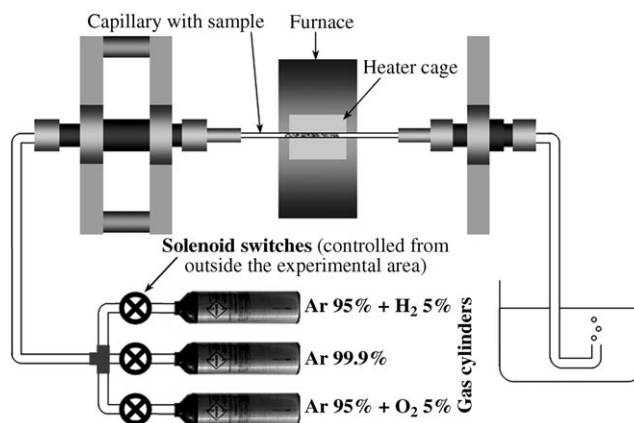 Capillary with sample
Furnace
Heater cage
Solenoid switches (controlled from
outside the experimental area)
Ar 95% + H₂ 5%
Ar 99.9%
Ar 95% + O₂ 5%
Gas cylinders